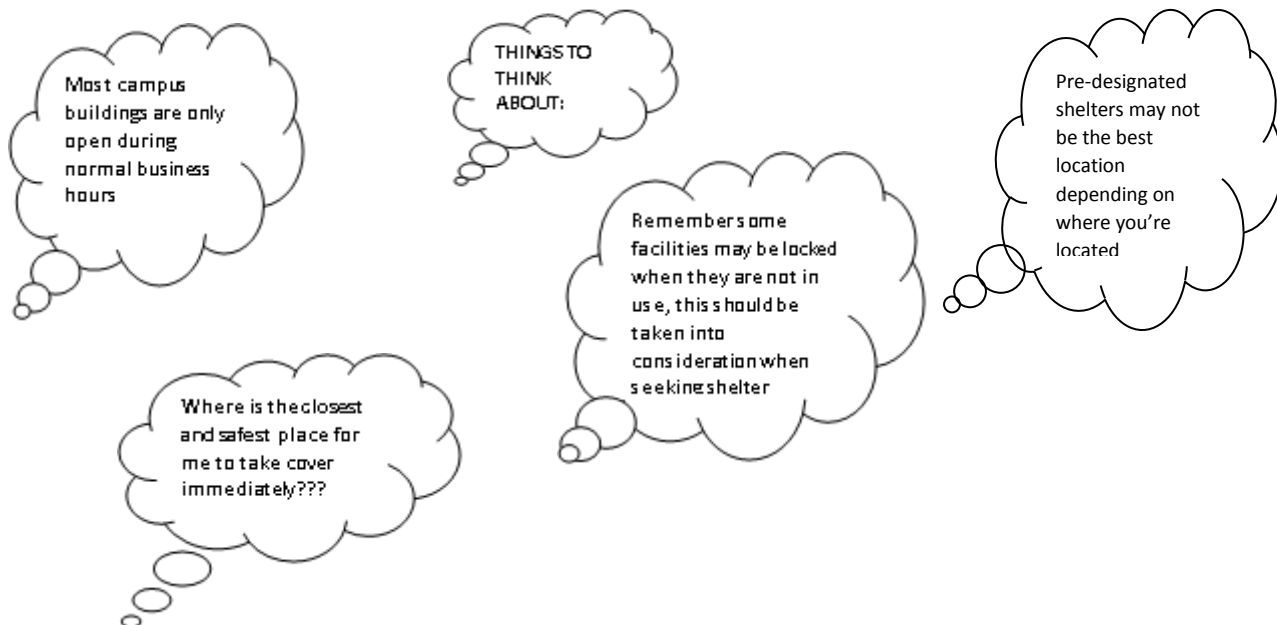 THINGS TO
THINK
ABOUT:
Most campus
buildings are only
open during
normal business
hours
Pre-designated
shelters may not
be the best
location
depending on
where you're
located
Remember some
facilities may be locked
when they are not in
use, this should be
taken into
consideration when
seeking shelter
Where is the closest
and safest place for
me to take cover
immediately???